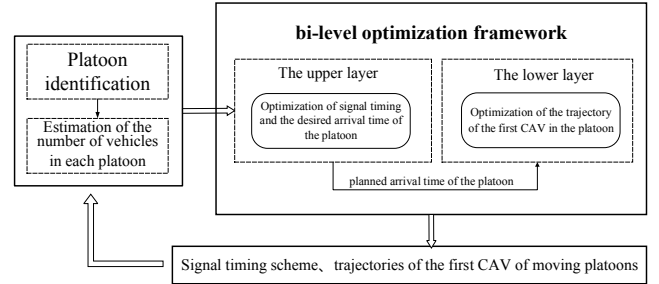 Platoon
identification
Estimation of the
number of vehicles
in each platoon
bi-level optimization framework
The upper layer
Optimization of signal timing
and the desired arrival time of
the platoon
The lower layer
Optimization of the trajectory
of the first CAV in the platoon
planned arrival time of the platoon
Signal timing scheme、trajectories of the first CAV of moving platoons